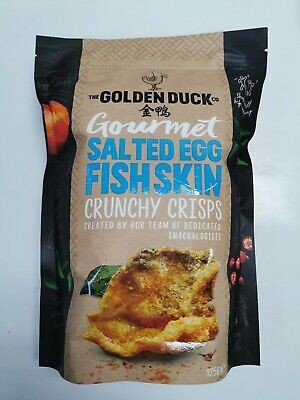 THE GOLDEN DUCK CO
金鴨
Gourmet
SALTED EGG
FISH SKIN
CRUNCHY CRISPS
CREATED BY OUR TEAM OF DEDICATED
SNACKOLOGISTS
125G